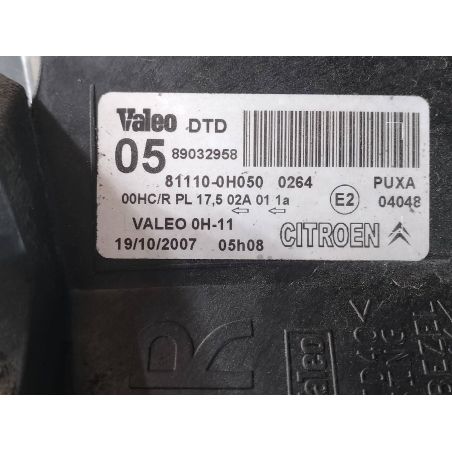 Valeo DTD
05 89032958
81110-0H050 0264 PUXA
00HC/R PL 17,5 02A 01 1a E2 04048
VALEO 0H-11
19/10/2007 05h08 CITROEN
R
Valeo